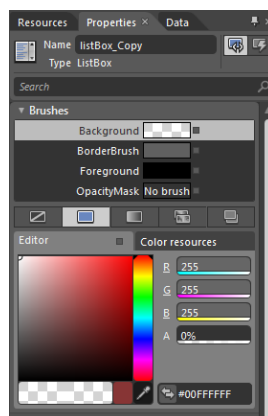 Resources Properties × Data
Name listBox_Copy
Type ListBox
Search
Brushes
Background
BorderBrush
Foreground
OpacityMask No brush
Editor Color resources
R 255
G 255
B 255
A 0%
#00FFFFFF